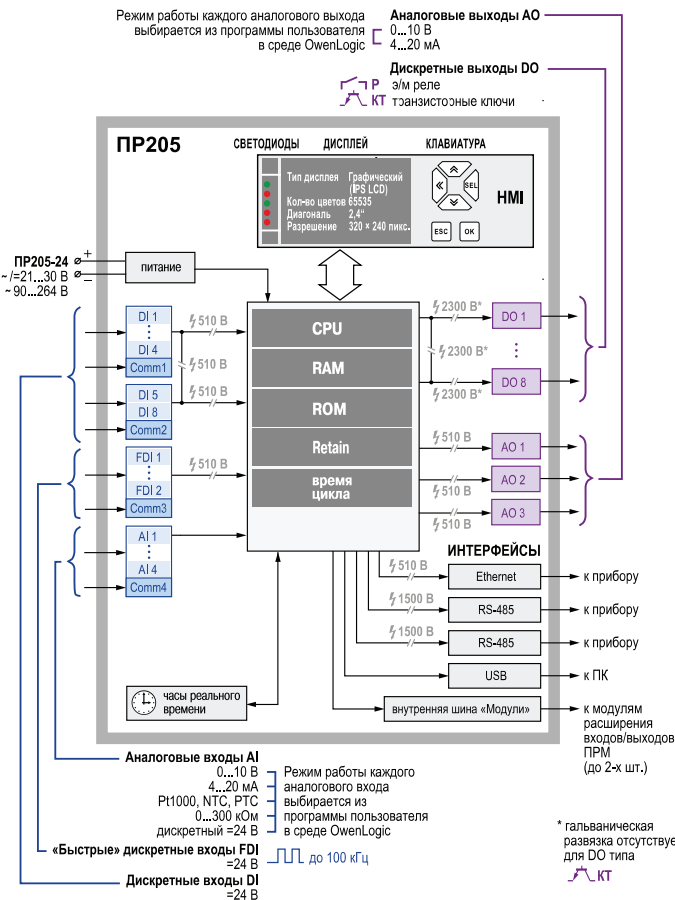 Режим работы каждого аналогового выхода
выбирается из программы пользователя
в среде OwenLogic
Аналоговые выходы AO
0...10 В
4...20 мА
Дискретные выходы DO
Р э/м реле
КТ транзисторные ключи
ПР205
СВЕТОДИОДЫ
ДИСПЛЕЙ
КЛАВИАТУРА
Тип дисплея Графический
(IPS LCD)
Кол-во цветов 65535
Диагональ 2,4"
Разрешение 320 × 240 пикс.
SEL
ESC
OK
HMI
ПР205-24
~/=21...30 В
~90...264 В
+
–
питание
DI 1
DI 4
Comm1
DI 5
DI 8
Comm2
FDI 1
FDI 2
Comm3
AI 1
AI 4
Comm4
510 В
510 В
510 В
510 В
CPU
RAM
ROM
Retain
время
цикла
2300 В*
2300 В*
2300 В*
DO 1
DO 8
510 В
510 В
510 В
AO 1
AO 2
AO 3
ИНТЕРФЕЙСЫ
510 В
Ethernet
к прибору
1500 В
RS-485
к прибору
1500 В
RS-485
к прибору
USB
к ПК
внутренняя шина «Модули»
к модулям
расширения
входов/выходов
ПРМ
(до 2-х шт.)
часы реального
времени
Аналоговые входы AI
0...10 В
4...20 мА
Pt1000, NTC, PTC
0...300 кОм
дискретный =24 В
Режим работы каждого
аналогового входа
выбирается из
программы пользователя
в среде OwenLogic
«Быстрые» дискретные входы FDI
=24 В
до 100 кГц
Дискретные входы DI
=24 В
* гальваническая
развязка отсутствуе
для DO типа
КТ